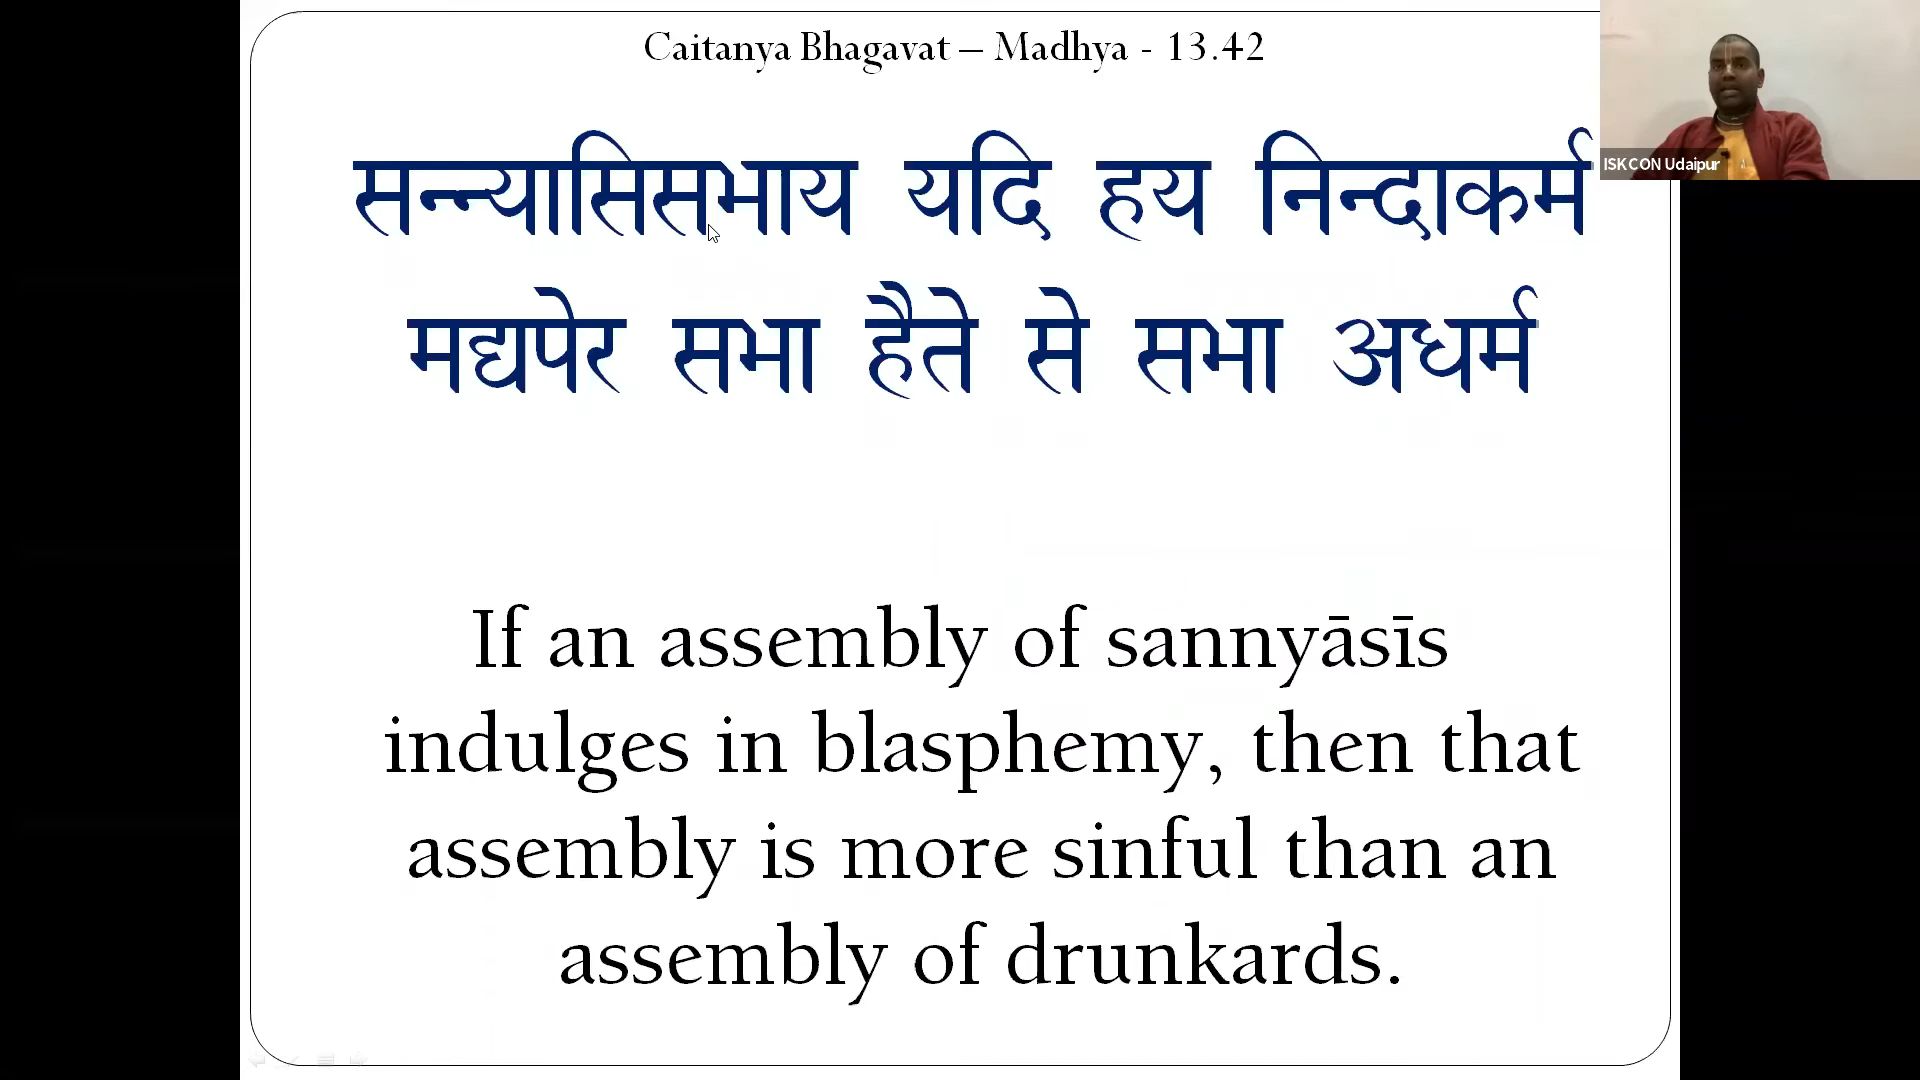 Caitanya Bhagavat – Madhya - 13.42
सन्न्यासिसभाय यदि हय निन्दाकर्म
मद्यपेर सभा हैते से सभा अधर्म
If an assembly of sannyāsīs
indulges in blasphemy, then that
assembly is more sinful than an
assembly of drunkards.
ISKCON Udaipur